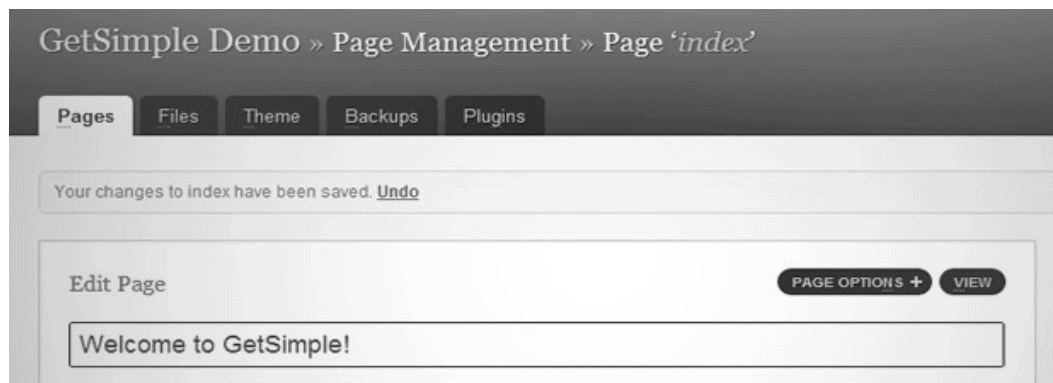 GetSimple Demo » Page Management » Page ‘index’
Pages Files Theme Backups Plugins
Your changes to index have been saved. Undo
Edit Page PAGE OPTIONS + VIEW
Welcome to GetSimple!